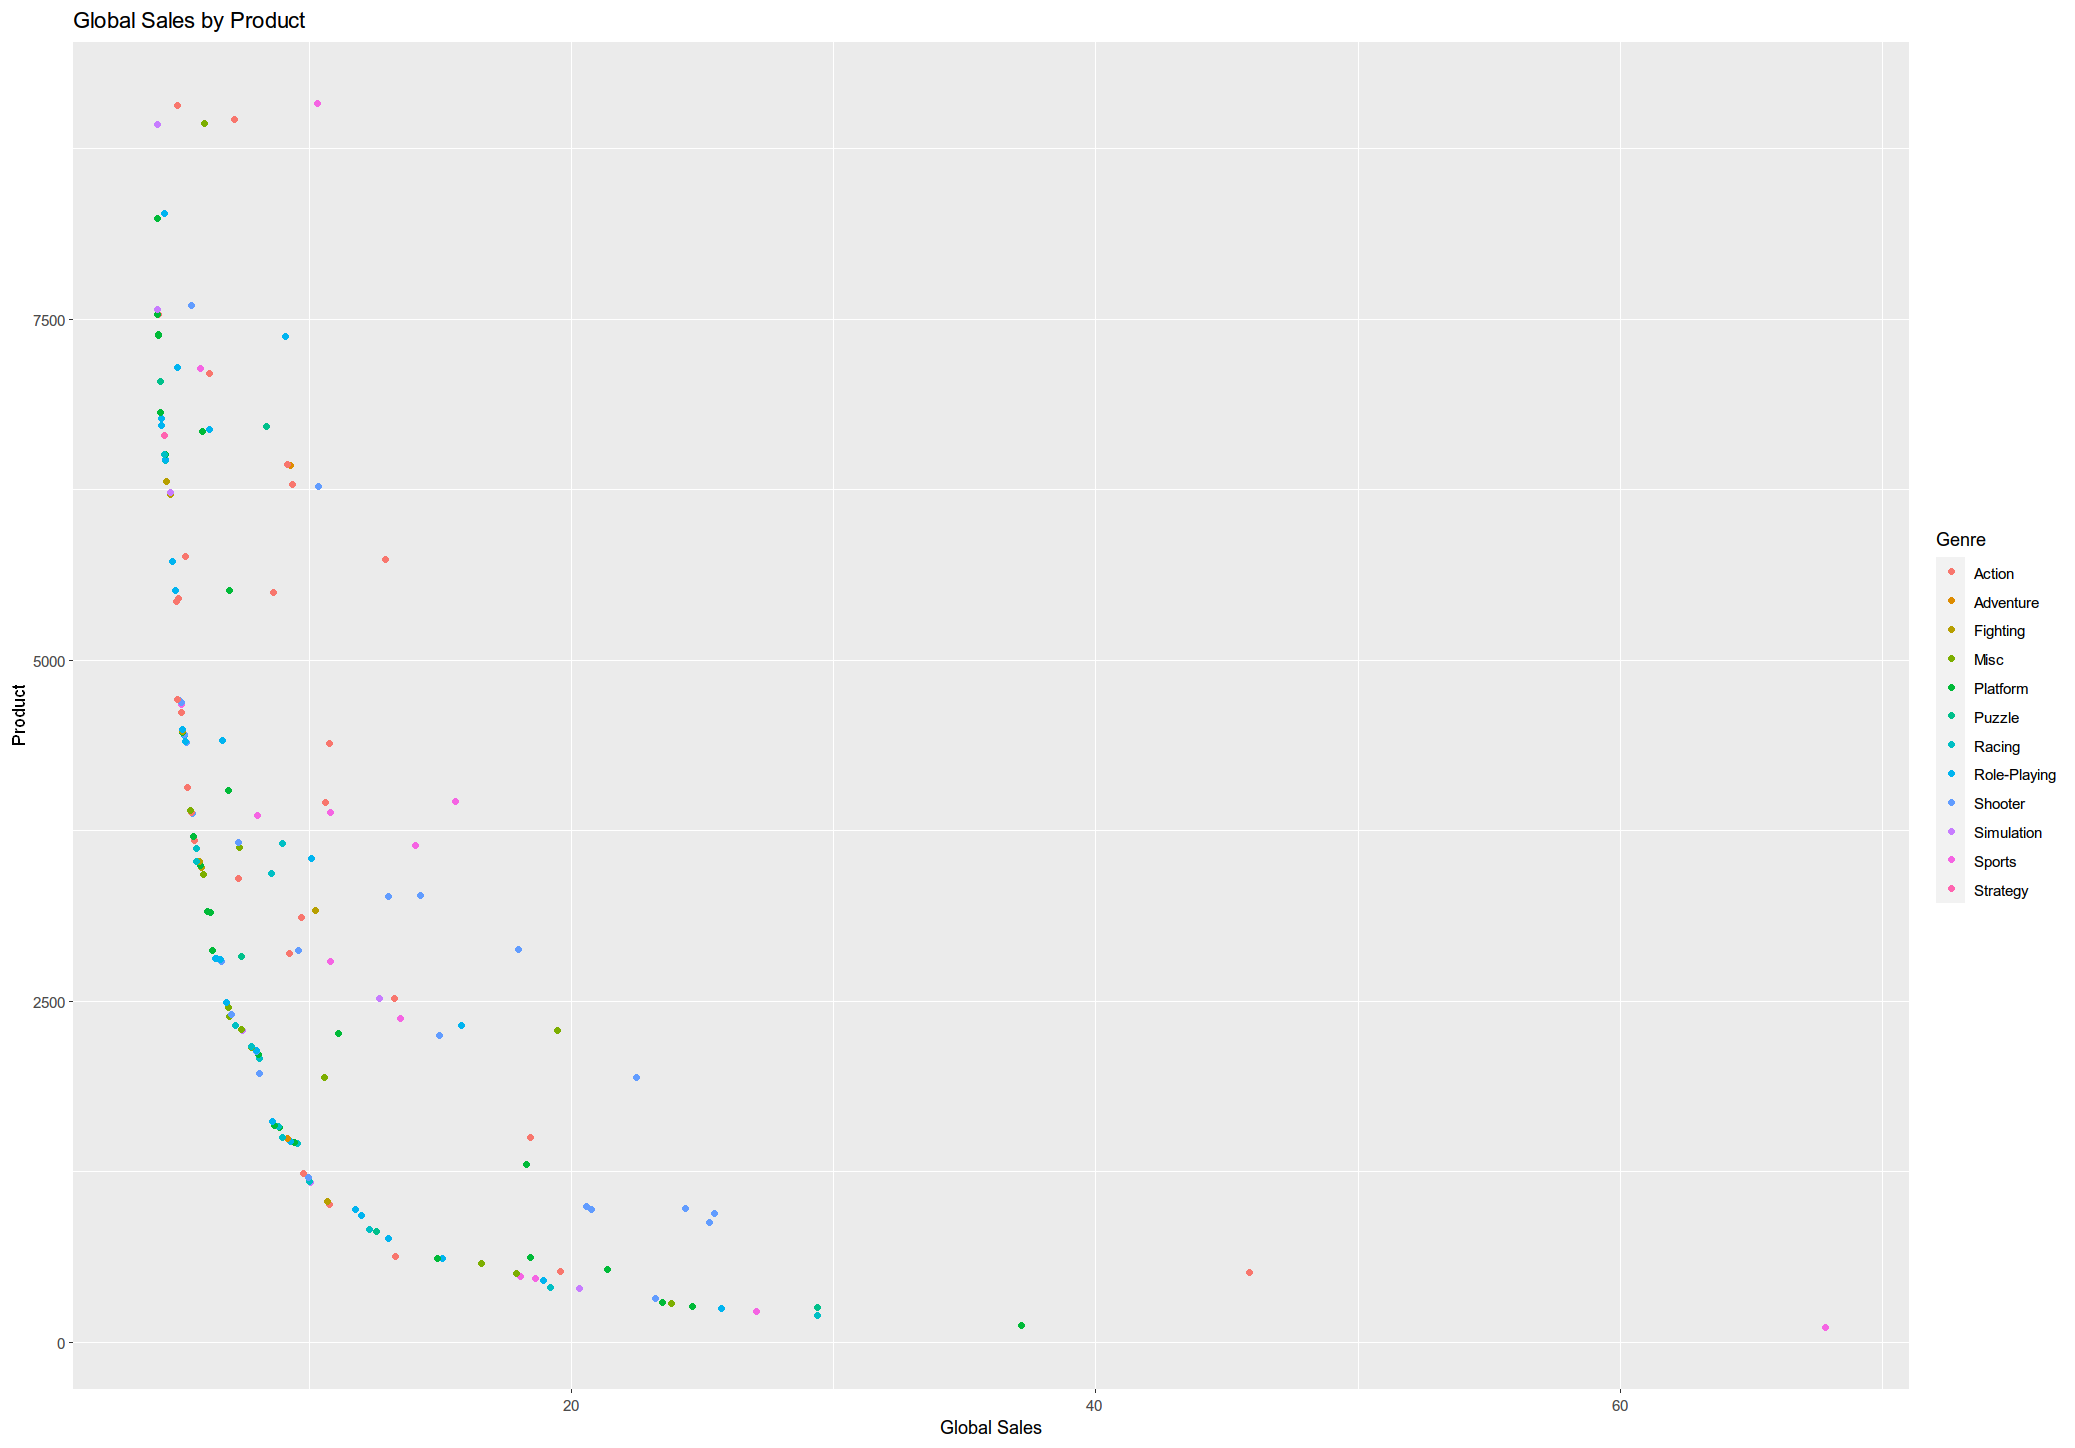 Global Sales by Product
7500
5000
2500
0
Product
20
40
60
Global Sales
Genre
Action
Adventure
Fighting
Misc
Platform
Puzzle
Racing
Role-Playing
Shooter
Simulation
Sports
Strategy